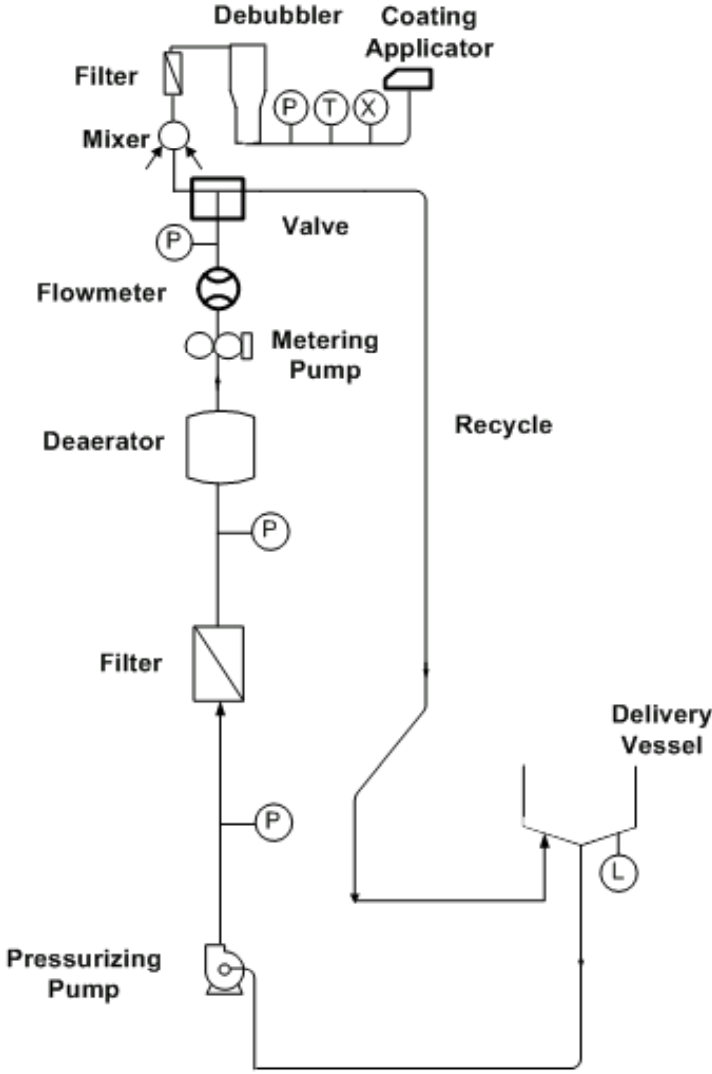 Debubbler
Coating
Applicator
Filter
P
T
X
Mixer
Valve
P
Flowmeter
Metering
Pump
Deaerator
Recycle
P
Filter
Delivery
Vessel
P
L
Pressurizing
Pump